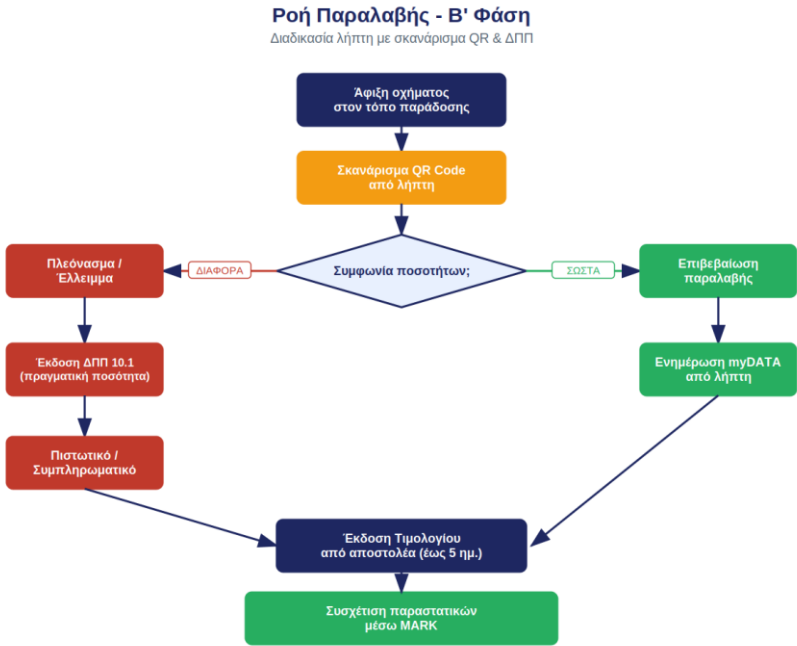 Ροή Παραλαβής - Β' Φάση
Διαδικασία λήπτη με σκανάρισμα QR & ΔΠΠ
Άφιξη οχήματος
στον τόπο παράδοσης
Σκανάρισμα QR Code
από λήπτη
Συμφωνία ποσοτήτων;
ΔΙΑΦΟΡΑ
ΣΩΣΤΑ
Πλεόνασμα /
Έλλειμμα
Επιβεβαίωση
παραλαβής
Έκδοση ΔΠΠ 10.1
(πραγματική ποσότητα)
Ενημέρωση myDATA
από λήπτη
Πιστωτικό /
Συμπληρωματικό
Έκδοση Τιμολογίου
από αποστολέα (έως 5 ημ.)
Συσχέτιση παραστατικών
μέσω MARK